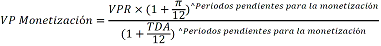 VP Monetización = VPR × (1 + π/12) ^Periodos pendientes para la monetización
(1 + TDA/12) ^Periodos pendientes para la monetización